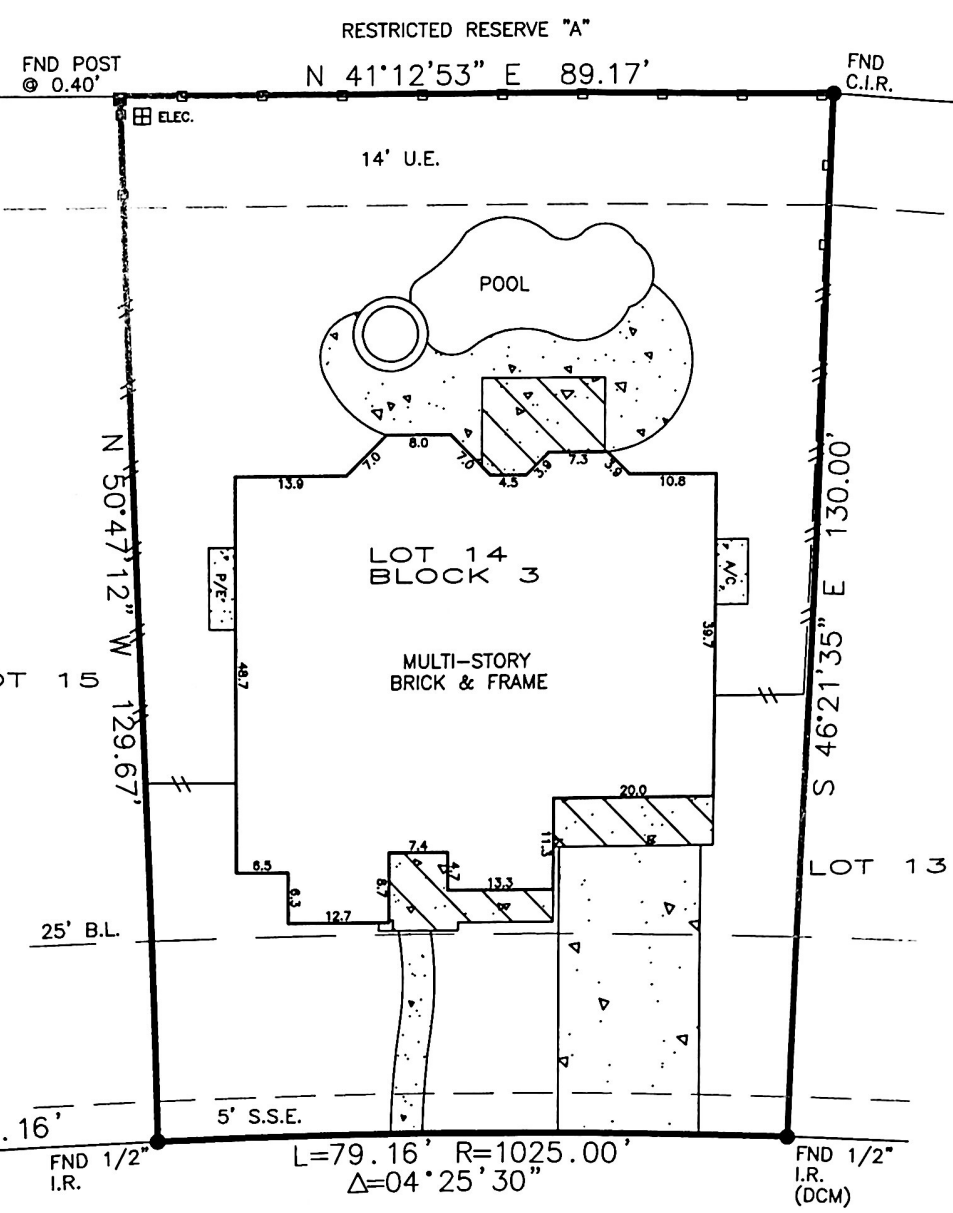 RESTRICTED RESERVE "A"
FND POST
@ 0.40'
N 41°12'53" E 89.17'
FND
C.I.R.
ELEC.
14' U.E.
POOL
8.0
7.0
7.0
13.9
4.5
3.9
7.3
3.9
10.8
N 50°47'12" W 129.67'
S 46°21'35" E 130.00'
LOT 14
BLOCK 3
P/E
A/C
39.7
48.7
MULTI-STORY
BRICK & FRAME
OT 15
20.0
11.3
7.4
4.7
13.3
8.7
6.5
6.3
12.7
LOT 13
25' B.L.
5' S.S.E.
.16'
FND 1/2"
I.R.
L=79.16' R=1025.00'
Δ=04°25'30"
FND 1/2"
I.R.
(DCM)